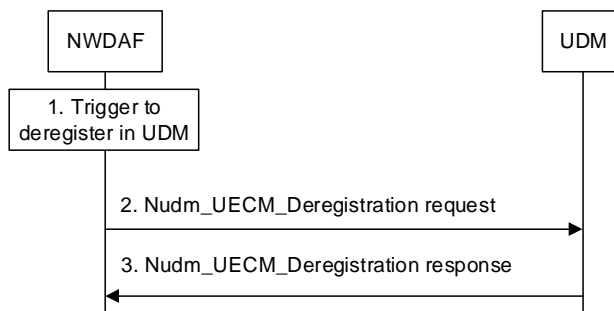 NWDAF
UDM
1. Trigger to
deregister in UDM
2. Nudm_UECM_Deregistration request
3. Nudm_UECM_Deregistration response